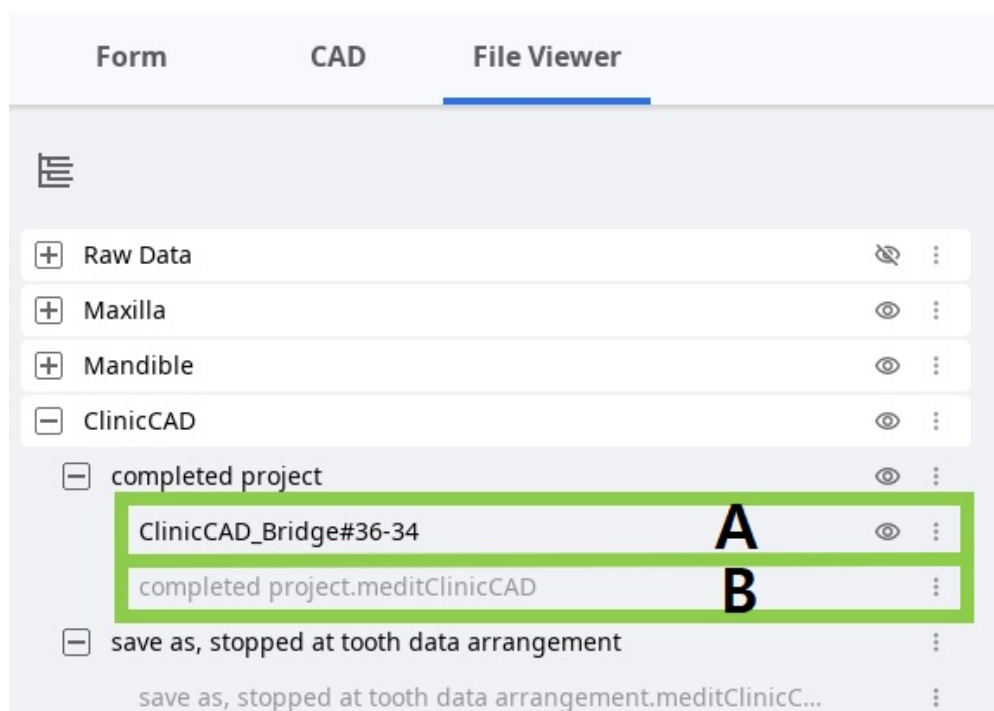 Form CAD File Viewer
Raw Data
Maxilla
Mandible
ClinicCAD
completed project
ClinicCAD_Bridge#36-34 A
completed project.meditClinicCAD B
save as, stopped at tooth data arrangement
save as, stopped at tooth data arrangement.meditClinicC...